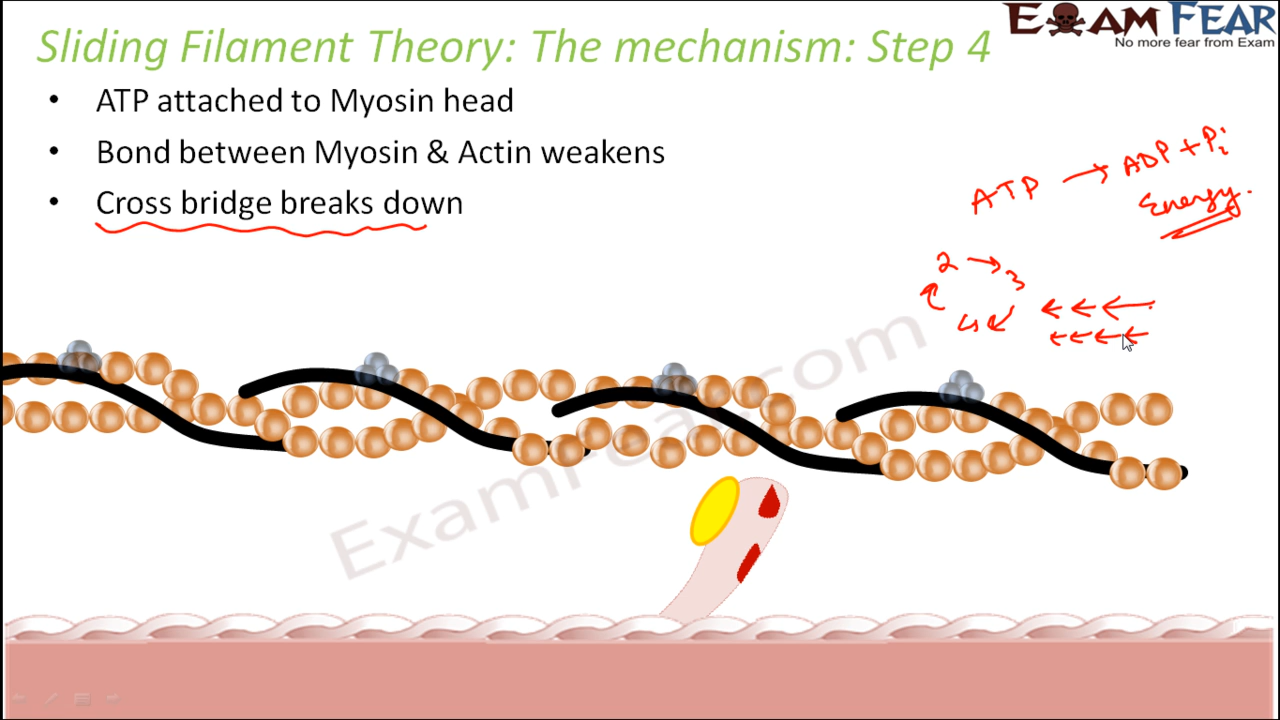 Sliding Filament Theory: The mechanism: Step 4
EXAM FEAR
No more fear from Exam
• ATP attached to Myosin head
• Bond between Myosin & Actin weakens
• Cross bridge breaks down
ATP → ADP + Pi
Energy.
2 → 3
4
Examfear.com